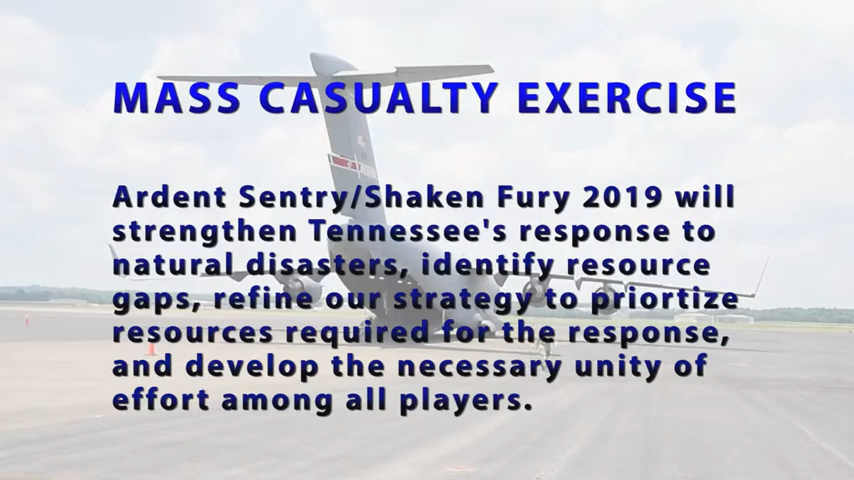 MASS CASUALTY EXERCISE
Ardent Sentry/Shaken Fury 2019 will
strengthen Tennessee's response to
natural disasters, identify resource
gaps, refine our strategy to priortize
resources required for the response,
and develop the necessary unity of
effort among all players.